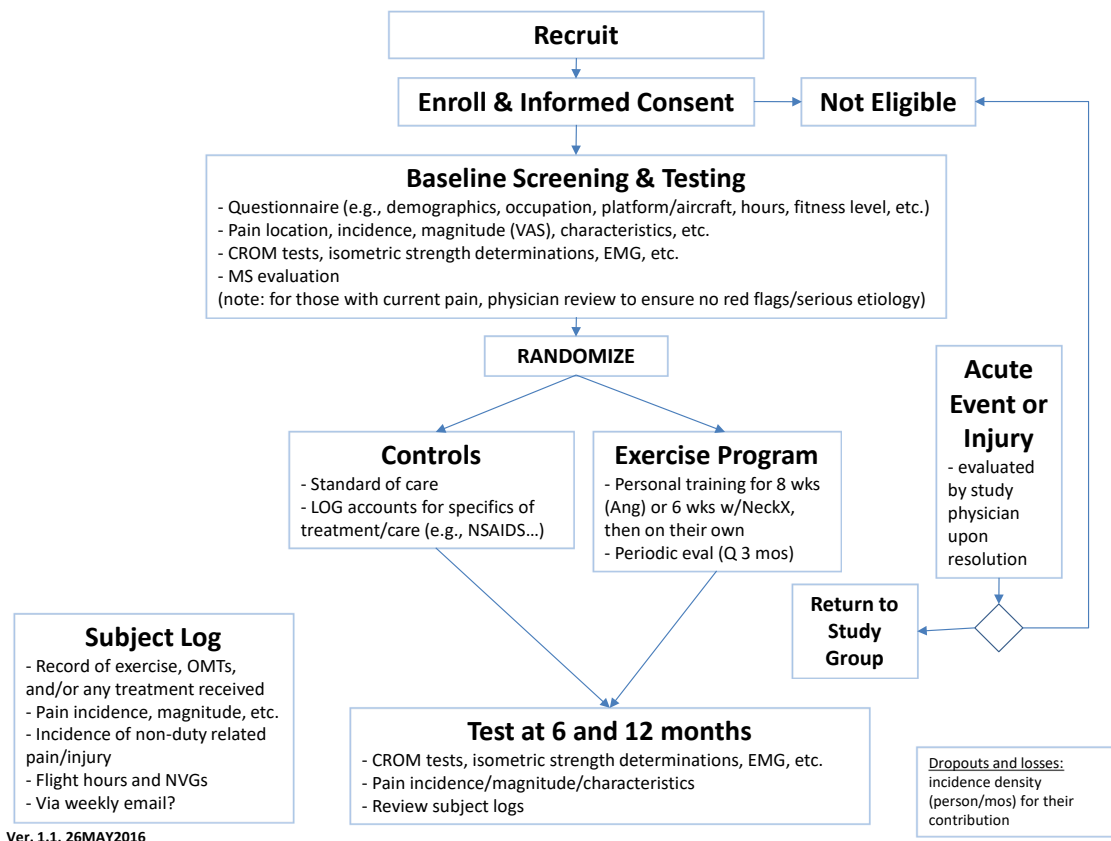 Recruit
Enroll & Informed Consent
Not Eligible
Baseline Screening & Testing
- Questionnaire (e.g., demographics, occupation, platform/aircraft, hours, fitness level, etc.)
- Pain location, incidence, magnitude (VAS), characteristics, etc.
- CROM tests, isometric strength determinations, EMG, etc.
- MS evaluation
(note: for those with current pain, physician review to ensure no red flags/serious etiology)
RANDOMIZE
Controls
- Standard of care
- LOG accounts for specifics of
treatment/care (e.g., NSAIDS...)
Exercise Program
- Personal training for 8 wks
(Ang) or 6 wks w/NeckX,
then on their own
- Periodic eval (Q 3 mos)
Acute
Event or
Injury
- evaluated
by study
physician
upon
resolution
Return to
Study
Group
Subject Log
- Record of exercise, OMTs,
and/or any treatment received
- Pain incidence, magnitude, etc.
- Incidence of non-duty related
pain/injury
- Flight hours and NVGs
- Via weekly email?
Test at 6 and 12 months
- CROM tests, isometric strength determinations, EMG, etc.
- Pain incidence/magnitude/characteristics
- Review subject logs
Dropouts and losses:
incidence density
(person/mos) for their
contribution
Ver. 1.1, 26MAY2016